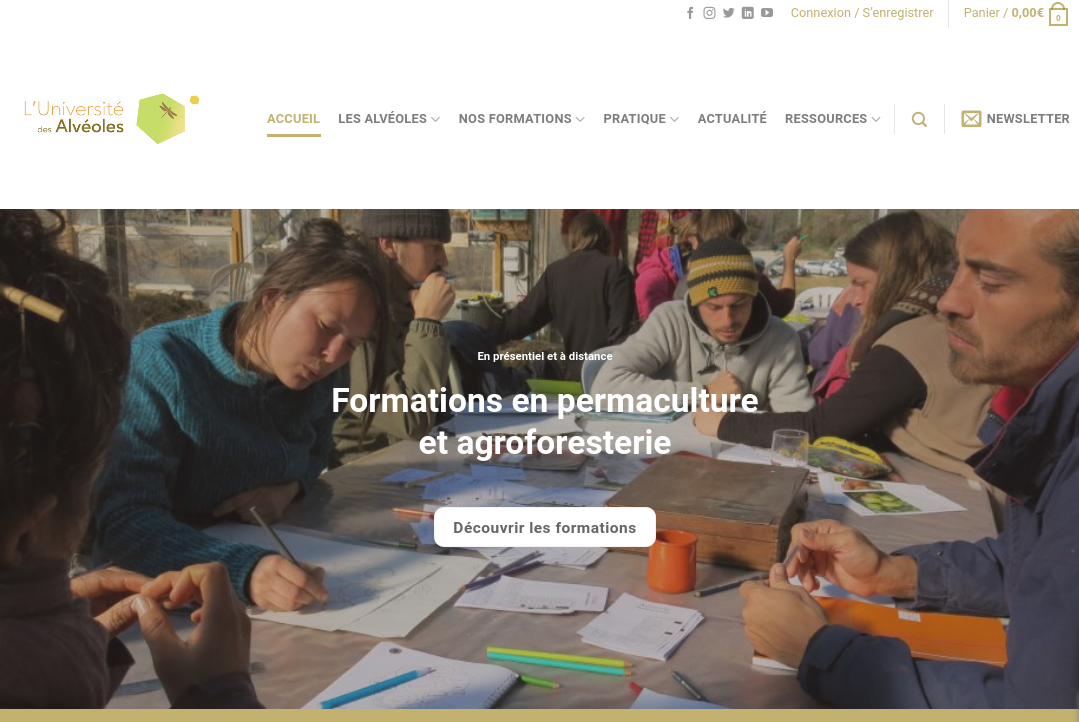 Connexion / S’enregistrer
Panier / 0,00€ 0
L’Université
des Alvéoles
ACCUEIL LES ALVÉOLES NOS FORMATIONS PRATIQUE ACTUALITÉ RESSOURCES NEWSLETTER
En présentiel et à distance
Formations en permaculture
et agroforesterie
Découvrir les formations